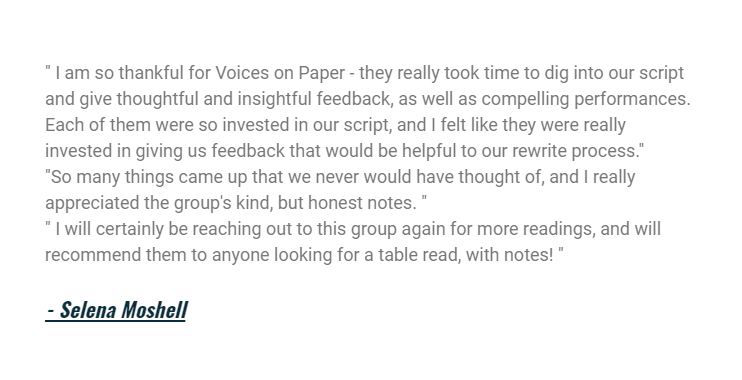 " I am so thankful for Voices on Paper - they really took time to dig into our script
and give thoughtful and insightful feedback, as well as compelling performances.
Each of them were so invested in our script, and I felt like they were really
invested in giving us feedback that would be helpful to our rewrite process."
"So many things came up that we never would have thought of, and I really
appreciated the group's kind, but honest notes. "
" I will certainly be reaching out to this group again for more readings, and will
recommend them to anyone looking for a table read, with notes! "
- Selena Moshell